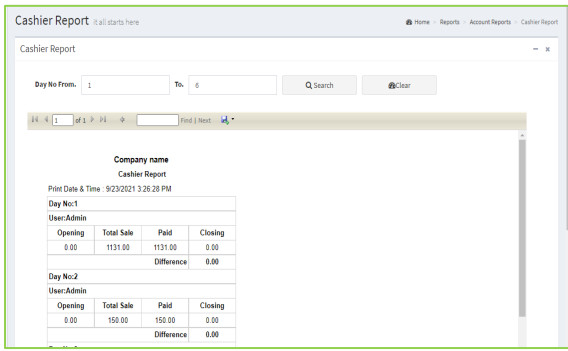 Cashier Report It all starts here
Home > Reports > Account Reports > Cashier Report
Cashier Report
Day No From. 1 To. 6 Search Clear
1 of 1 Find | Next
Company name
Cashier Report
Print Date & Time : 9/23/2021 3:26:28 PM
Day No:1
User:Admin
Opening Total Sale Paid Closing
0.00 1131.00 1131.00 0.00
Difference 0.00
Day No:2
User:Admin
Opening Total Sale Paid Closing
0.00 150.00 150.00 0.00
Difference 0.00